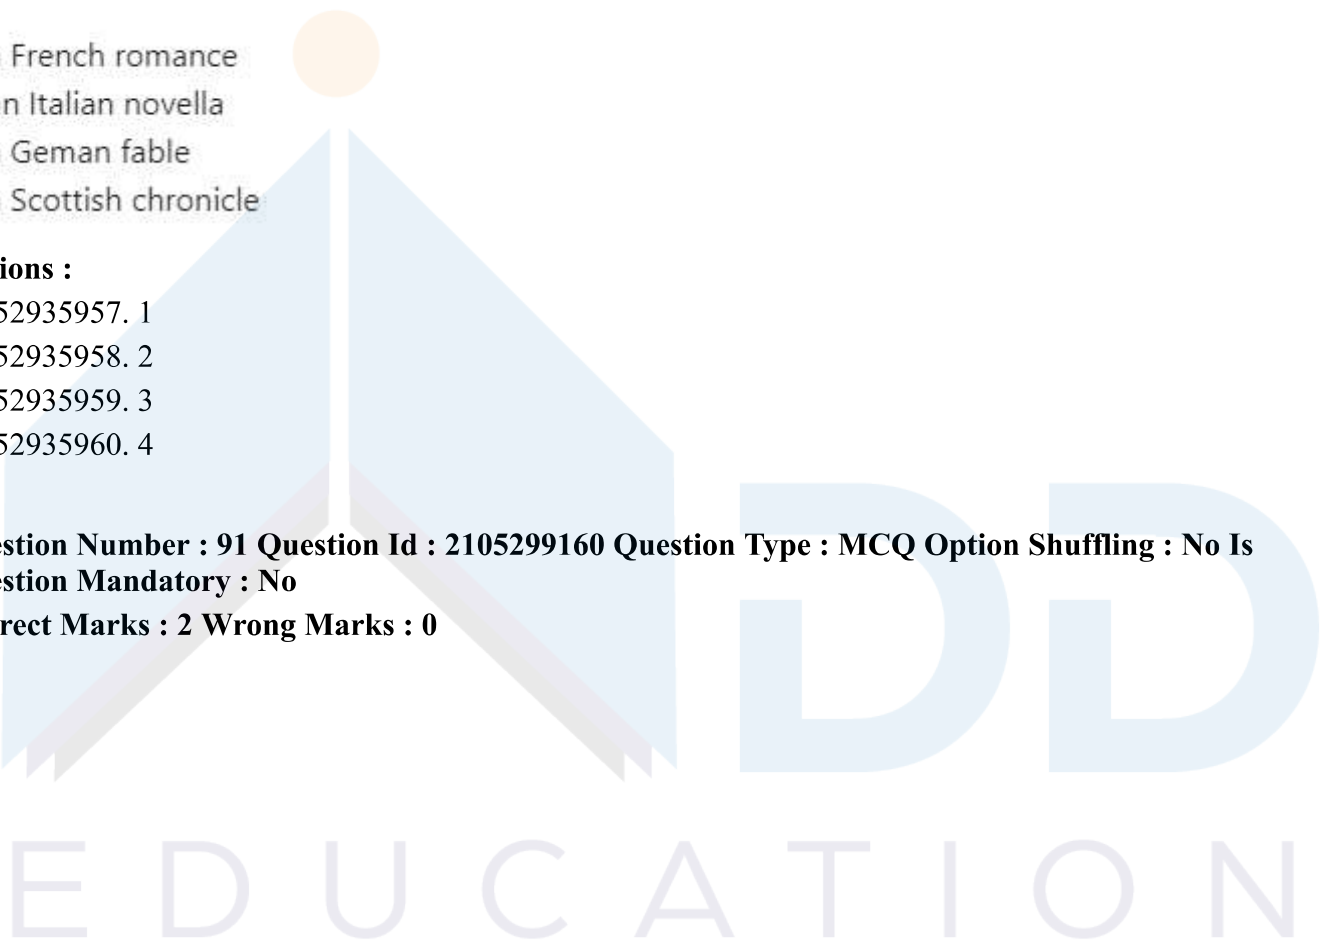 French romance
n Italian novella
Geman fable
Scottish chronicle
ions :
52935957. 1
52935958. 2
52935959. 3
52935960. 4
estion Number : 91 Question Id : 2105299160 Question Type : MCQ Option Shuffling : No Is
estion Mandatory : No
rrect Marks : 2 Wrong Marks : 0
DD
EDUCATION